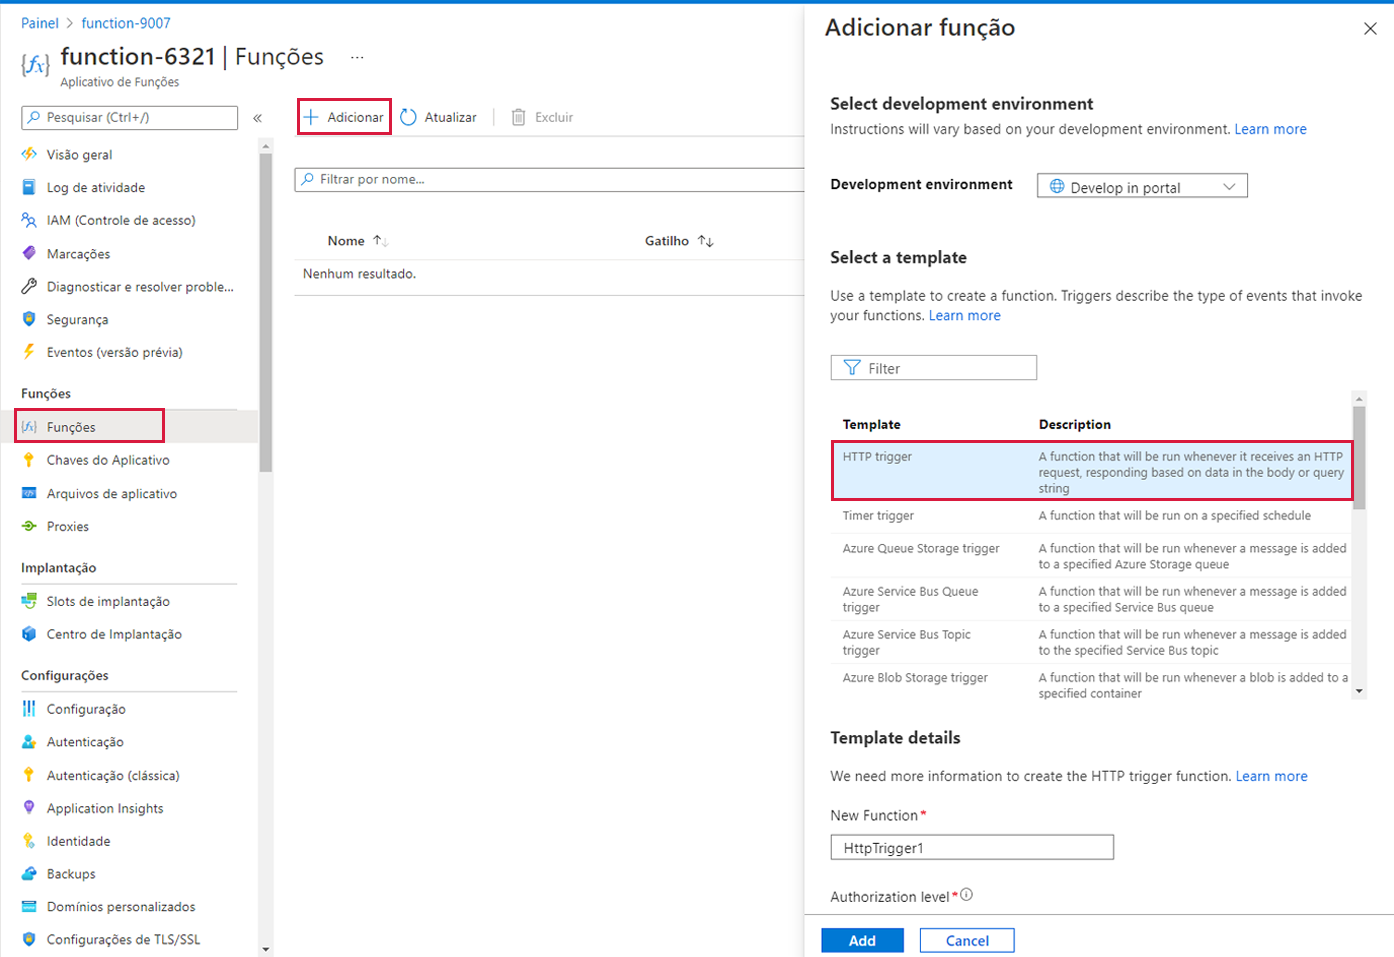 Painel > function-9007
function-6321 | Funções ...
Aplicativo de Funções
Pesquisar (Ctrl+/)
«
Visão geral
Log de atividade
IAM (Controle de acesso)
Marcações
Diagnosticar e resolver proble...
Segurança
Eventos (versão prévia)
Funções
Funções
Chaves do Aplicativo
Arquivos de aplicativo
Proxies
Implantação
Slots de implantação
Centro de Implantação
Configurações
Configuração
Autenticação
Autenticação (clássica)
Application Insights
Identidade
Backups
Domínios personalizados
Configurações de TLS/SSL
Adicionar
Atualizar
Excluir
Filtrar por nome...
Nome ↑↓ Gatilho ↑↓
Nenhum resultado.
Adicionar função
Select development environment
Instructions will vary based on your development environment. Learn more
Development environment
Develop in portal
Select a template
Use a template to create a function. Triggers describe the type of events that invoke
your functions. Learn more
Filter
Template Description
HTTP trigger
A function that will be run whenever it receives an HTTP
request, responding based on data in the body or query
string
Timer trigger
A function that will be run on a specified schedule
Azure Queue Storage trigger
A function that will be run whenever a message is added
to a specified Azure Storage queue
Azure Service Bus Queue
trigger
A function that will be run whenever a message is added
to a specified Service Bus queue
Azure Service Bus Topic
trigger
A function that will be run whenever a message is added
to the specified Service Bus topic
Azure Blob Storage trigger
A function that will be run whenever a blob is added to a
specified container
Template details
We need more information to create the HTTP trigger function. Learn more
New Function*
HttpTrigger1
Authorization level*
Add
Cancel